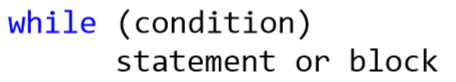 while (condition)
      statement or block